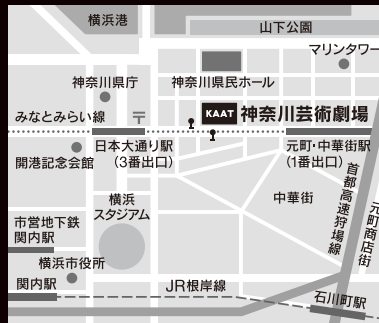 横浜港
山下公園
マリンタワー
神奈川県庁
神奈川県民ホール
みなとみらい線
〒
KAAT 神奈川芸術劇場
日本大通り駅
(3番出口)
元町・中華街駅
(1番出口)
開港記念会館
中華街
首都高速狩場線
元町商店街
横浜
スタジアム
市営地下鉄
関内駅
横浜市役所
関内駅
JR根岸線
石川町駅